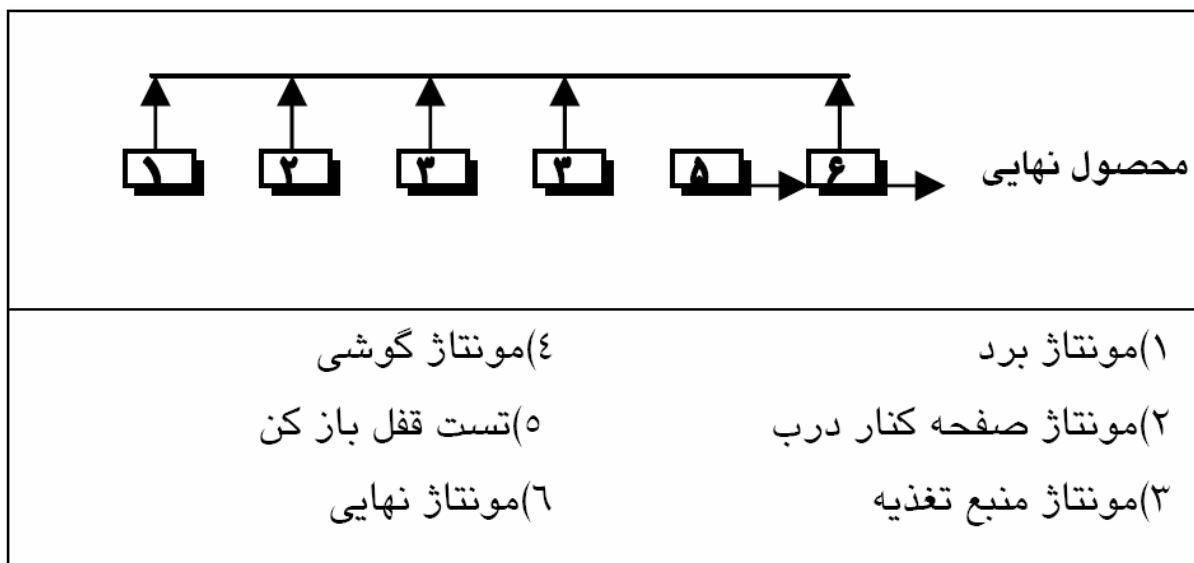 ۱ ۲ ۳ ۳ ۵ ۶ محصول نهایی
۱)مونتاژ برد
۲)مونتاژ صفحه کنار درب
۳)مونتاژ منبع تغذیه
٤)مونتاژ گوشی
٥)تست قفل باز کن
٦)مونتاژ نهایی